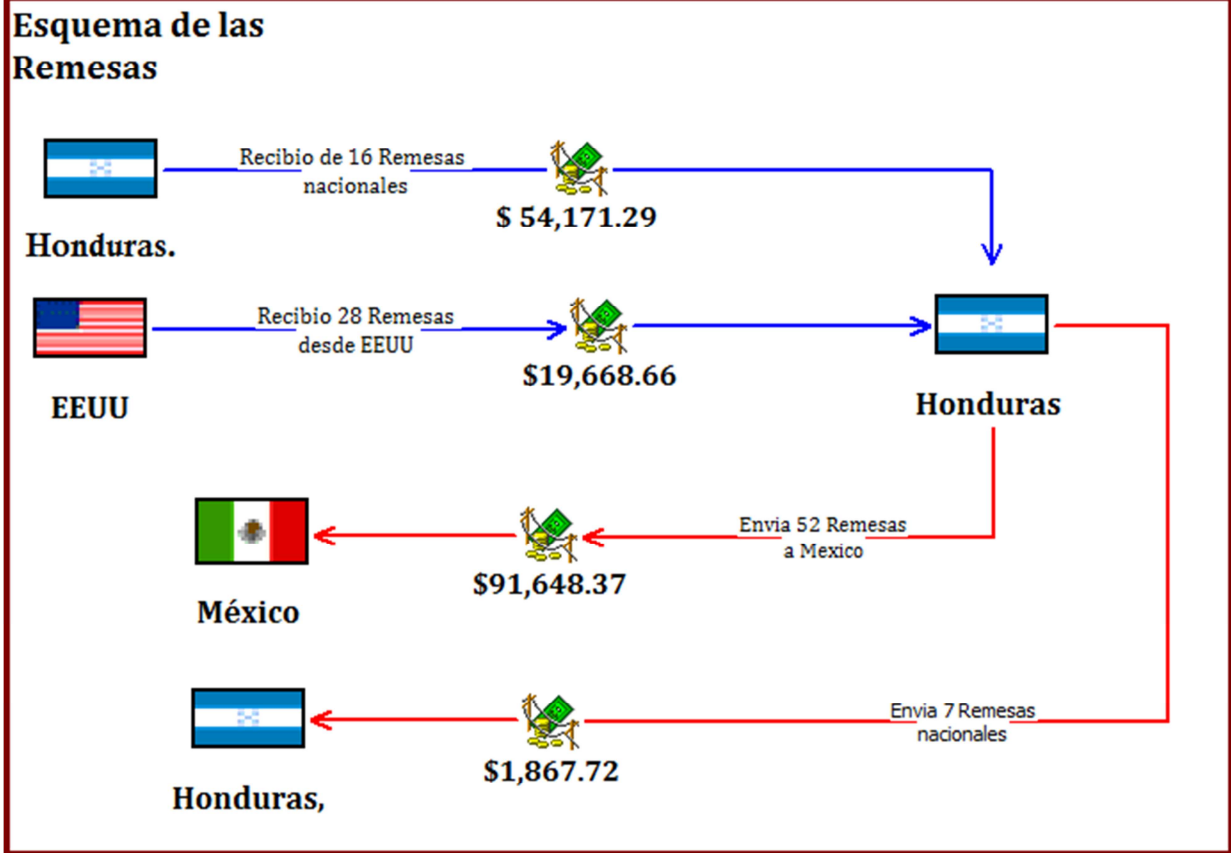 Esquema de las
Remesas
Recibio de 16 Remesas
nacionales
$ 54,171.29
Honduras.
Recibio 28 Remesas
desde EEUU
$19,668.66
EEUU
Honduras
Envia 52 Remesas
a Mexico
$91,648.37
México
Envia 7 Remesas
nacionales
$1,867.72
Honduras,